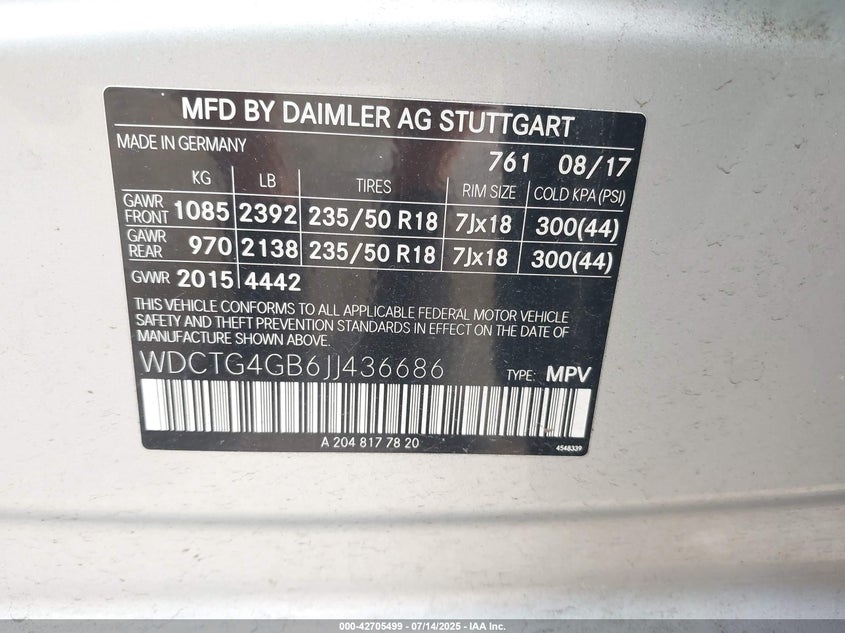 MFD BY DAIMLER AG STUTTGART
MADE IN GERMANY
761 08/17
KG LB TIRES RIM SIZE COLD KPA (PSI)
GAWR FRONT 1085 2392 235/50 R18 7Jx18 300(44)
GAWR REAR 970 2138 235/50 R18 7Jx18 300(44)
GVWR 2015 4442
THIS VEHICLE CONFORMS TO ALL APPLICABLE FEDERAL MOTOR VEHICLE
SAFETY AND THEFT PREVENTION STANDARDS IN EFFECT ON THE DATE OF
MANUFACTURE SHOWN ABOVE.
WDCTG4GB6JJ436686 TYPE: MPV
A 204 817 78 20
4548339
000-42705499 - 07/14/2025 - IAA Inc.